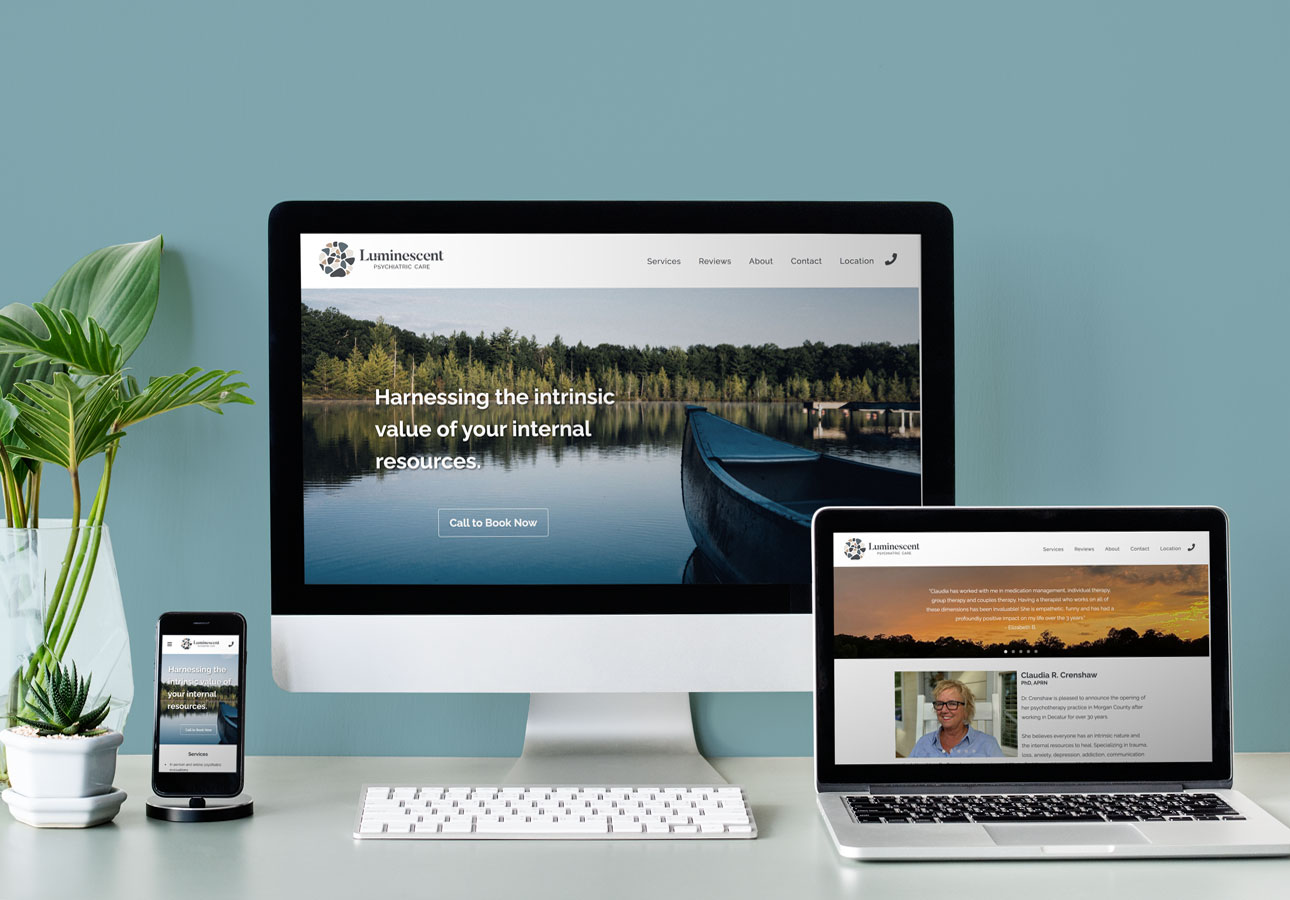 Luminescent
PSYCHIATRIC CARE
Services Reviews About Contact Location
Harnessing the intrinsic
value of your internal
resources.
Call to Book Now
Luminescent
PSYCHIATRIC CARE
Services Reviews About Contact Location
"Claudia has worked with me in medication management, individual therapy,
group therapy and couples therapy. Having a therapist who works on all of
these dimensions has been invaluable! She is empathetic, funny and has had a
profoundly positive impact on my life over the 9 years."
- Elizabeth B.
Claudia R. Crenshaw
PhD, APRN
Dr. Crenshaw is pleased to announce the opening of
her psychotherapy practice in Morgan County after
working in Decatur for over 30 years.
She believes everyone has an intrinsic nature and
the internal resources to heal. Specializing in trauma,
loss, anxiety, depression, addiction, communication
Luminescent
Harnessing the
intrinsic value of
your internal
resources.
Call to Book Now
Services